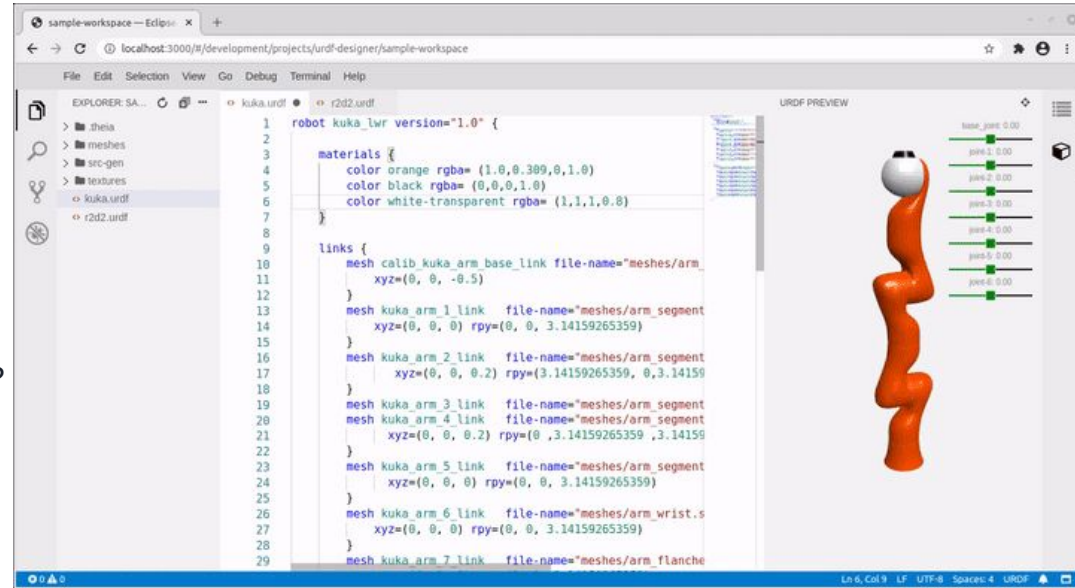 sample-workspace — Eclipse
localhost:3000/#/development/projects/urdf-designer/sample-workspace
File Edit Selection View Go Debug Terminal Help
EXPLORER: SA...
.theia
meshes
src-gen
textures
kuka.urdf
r2d2.urdf
kuka.urdf
r2d2.urdf
1 robot kuka_lwr version="1.0" {
2
3 materials {
4 color orange rgba= (1.0,0.309,0,1.0)
5 color black rgba= (0,0,0,1.0)
6 color white-transparent rgba= (1,1,1,0.8)
7 }
8
9 links {
10 mesh calib_kuka_arm_base_link file-name="meshes/arm_
11 xyz=(0, 0, -0.5)
12 }
13 mesh kuka_arm_1_link file-name="meshes/arm_segment
14 xyz=(0, 0, 0) rpy=(0, 0, 3.14159265359)
15 }
16 mesh kuka_arm_2_link file-name="meshes/arm_segment
17 xyz=(0, 0, 0.2) rpy=(3.14159265359, 0,3.14159
18 }
19 mesh kuka_arm_3_link file-name="meshes/arm_segment
20 mesh kuka_arm_4_link file-name="meshes/arm_segment
21 xyz=(0, 0, 0.2) rpy=(0 ,3.14159265359 ,3.14159
22 }
23 mesh kuka_arm_5_link file-name="meshes/arm_segment
24 xyz=(0, 0, 0) rpy=(0, 0, 3.14159265359)
25 }
26 mesh kuka_arm_6_link file-name="meshes/arm_wrist.s
27 xyz=(0, 0, 0) rpy=(0, 0, 3.14159265359)
28 }
29 mesh kuka_arm_7_link file-name="meshes/arm_flanche
URDF PREVIEW
base_joint: 0.00
joint-1: 0.00
joint-2: 0.00
joint-3: 0.00
joint-4: 0.00
joint-5: 0.00
joint-6: 0.00
0 0
Ln 6, Col 9 LF UTF-8 Spaces: 4 URDF